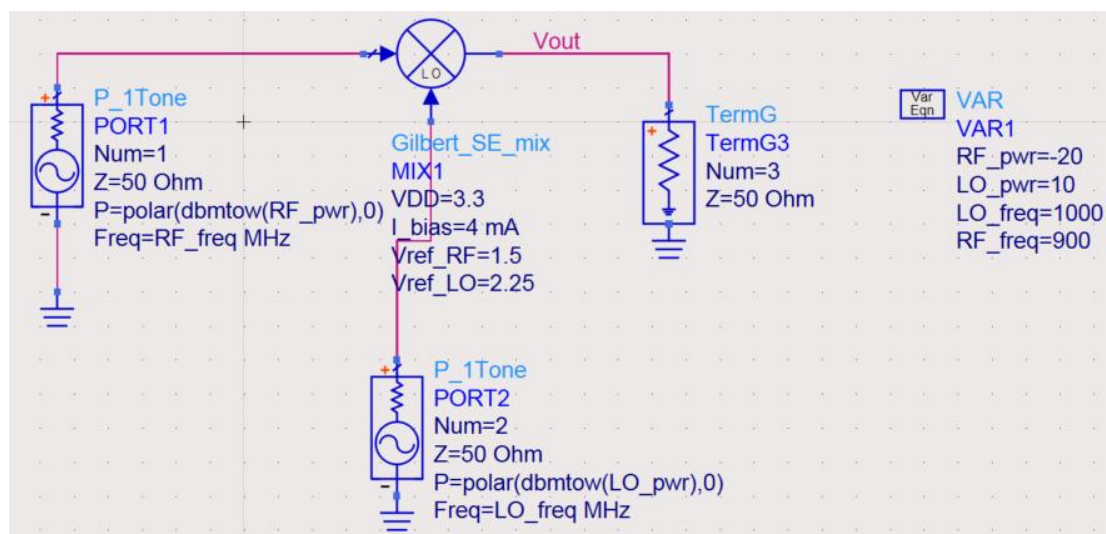 LO
Vout
P_1Tone
PORT1
Num=1
Z=50 Ohm
P=polar(dbmtow(RF_pwr),0)
Freq=RF_freq MHz
Gilbert_SE_mix
MIX1
VDD=3.3
I_bias=4 mA
Vref_RF=1.5
Vref_LO=2.25
TermG
TermG3
Num=3
Z=50 Ohm
Var
Eqn
VAR
VAR1
RF_pwr=-20
LO_pwr=10
LO_freq=1000
RF_freq=900
P_1Tone
PORT2
Num=2
Z=50 Ohm
P=polar(dbmtow(LO_pwr),0)
Freq=LO_freq MHz